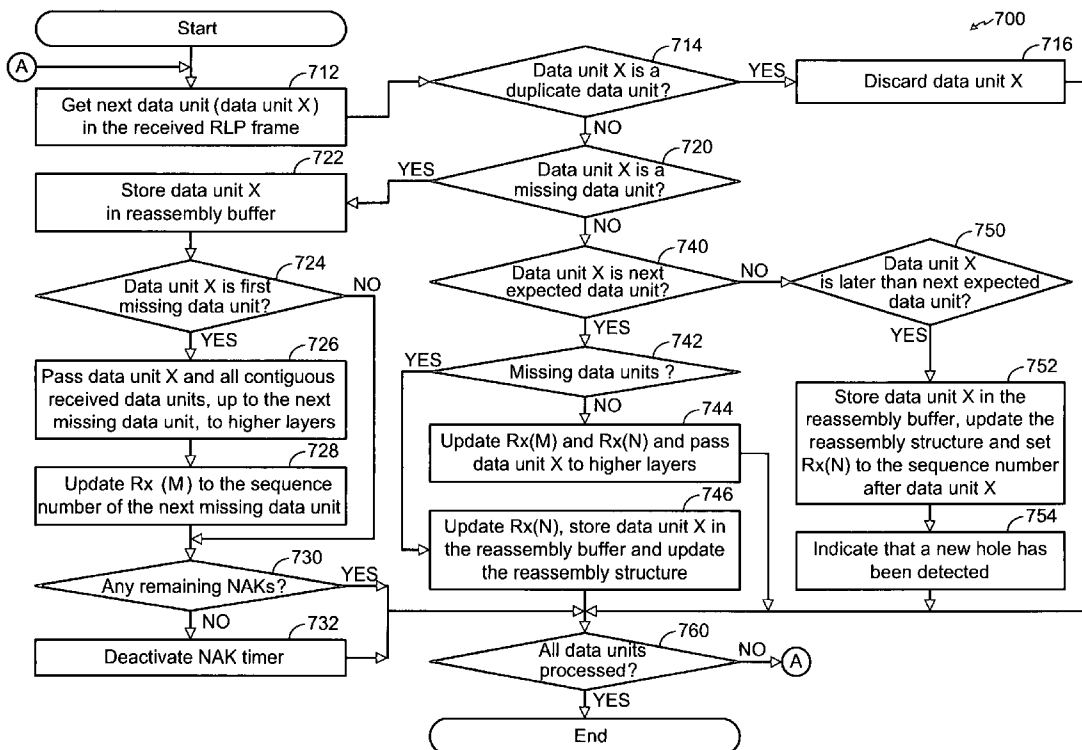 700
Start
A
712
Get next data unit (data unit X)
in the received RLP frame
714
Data unit X is a
duplicate data unit?
YES
NO
716
Discard data unit X
720
Data unit X is a
missing data unit?
YES
NO
722
Store data unit X
in reassembly buffer
724
Data unit X is first
missing data unit?
NO
YES
726
Pass data unit X and all contiguous
received data units, up to the next
missing data unit, to higher layers
728
Update Rx (M) to the sequence
number of the next missing data unit
730
Any remaining NAKs?
YES
NO
732
Deactivate NAK timer
740
Data unit X is next
expected data unit?
NO
YES
742
Missing data units ?
YES
NO
744
Update Rx(M) and Rx(N) and pass
data unit X to higher layers
746
Update Rx(N), store data unit X in
the reassembly buffer and update
the reassembly structure
750
Data unit X
is later than next expected
data unit?
YES
752
Store data unit X in the
reassembly buffer, update the
reassembly structure and set
Rx(N) to the sequence number
after data unit X
754
Indicate that a new hole has
been detected
760
All data units
processed?
NO
A
YES
End